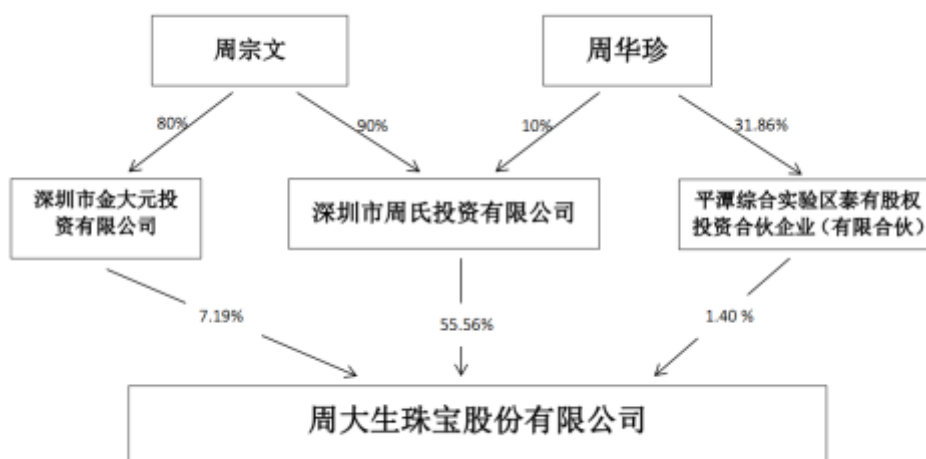 周宗文
周华珍
80%
90%
10%
31.86%
深圳市金大元投
资有限公司
深圳市周氏投资有限公司
平潭综合实验区泰有股权
投资合伙企业（有限合伙）
7.19%
55.56%
1.40 %
周大生珠宝股份有限公司